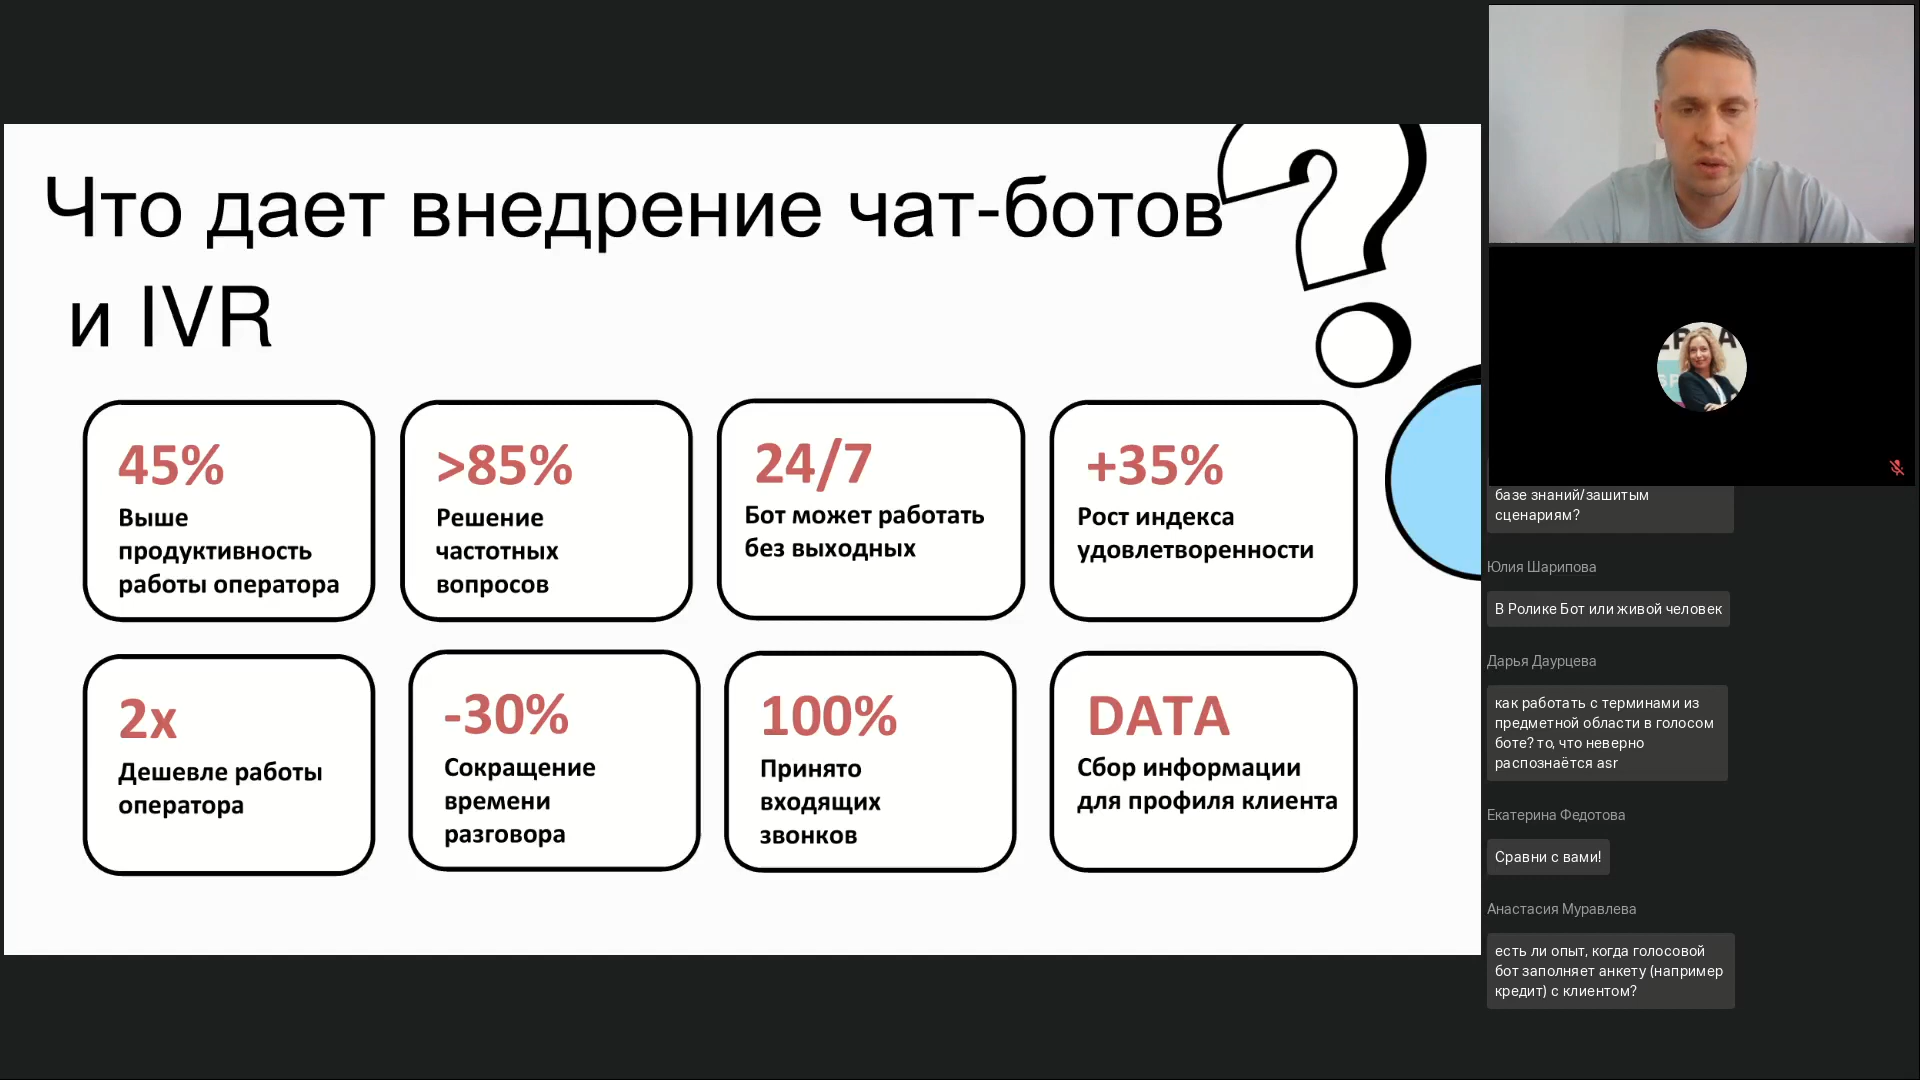 Что дает внедрение чат-ботов
и IVR
45%
Выше
продуктивность
работы оператора
>85%
Решение
частотных
вопросов
24/7
Бот может работать
без выходных
+35%
Рост индекса
удовлетворенности
2x
Дешевле работы
оператора
-30%
Сокращение
времени
разговора
100%
Принято
входящих
звонков
DATA
Сбор информации
для профиля клиента
базе знаний/зашитым
сценариям?
Юлия Шарипова
В Ролике Бот или живой человек
Дарья Даурцева
как работать с терминами из
предметной области в голосом
боте? то, что неверно
распознаётся asr
Екатерина Федотова
Сравни с вами!
Анастасия Муравлева
есть ли опыт, когда голосовой
бот заполняет анкету (например
кредит) с клиентом?